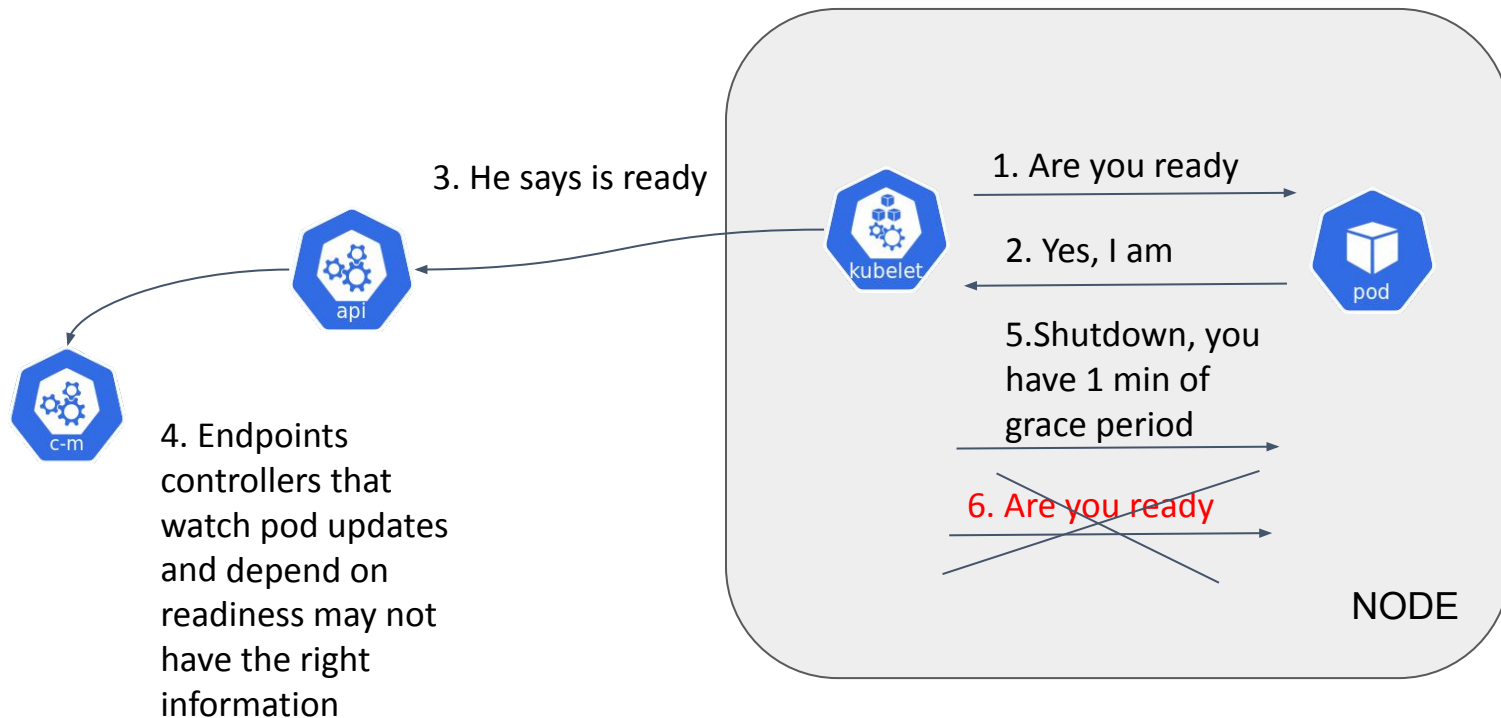 3. He says is ready
1. Are you ready
kubelet
2. Yes, I am
pod
api
5.Shutdown, you
have 1 min of
grace period
c-m
4. Endpoints
controllers that
watch pod updates
and depend on
readiness may not
have the right
information
6. Are you ready
NODE